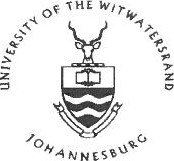 UNIVERSITY OF THE WITWATERSRAND
JOHANNESBURG